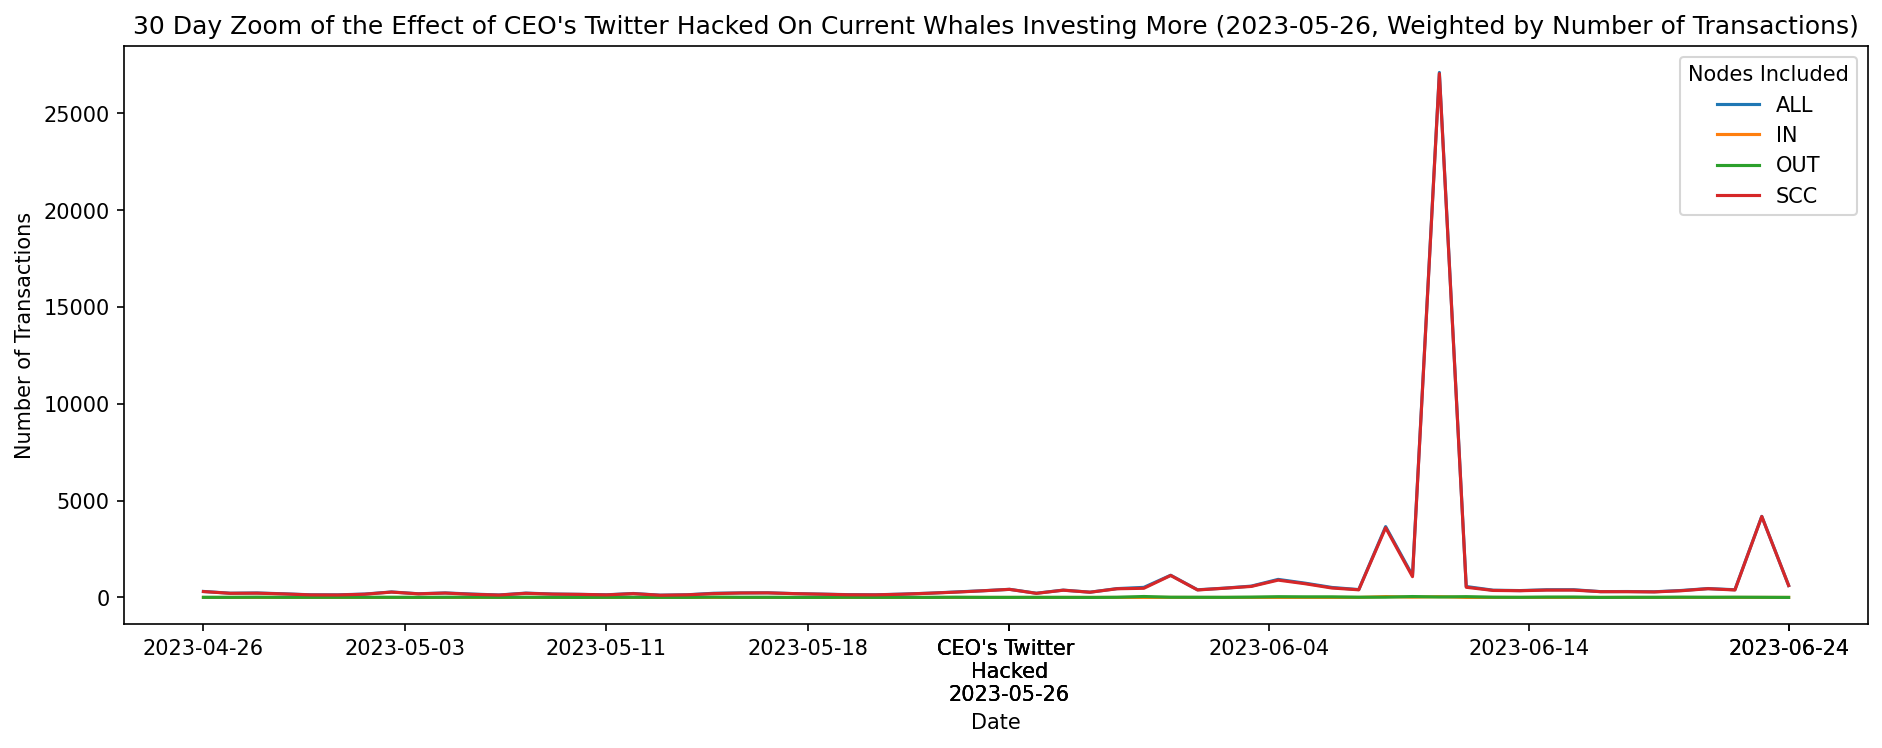 30 Day Zoom of the Effect of CEO's Twitter Hacked On Current Whales Investing More (2023-05-26, Weighted by Number of Transactions)
Nodes Included
ALL
IN
OUT
SCC
Number of Transactions
25000
20000
15000
10000
5000
0
2023-04-26
2023-05-03
2023-05-11
2023-05-18
CEO's Twitter
Hacked
2023-05-26
2023-06-04
2023-06-14
2023-06-24
Date